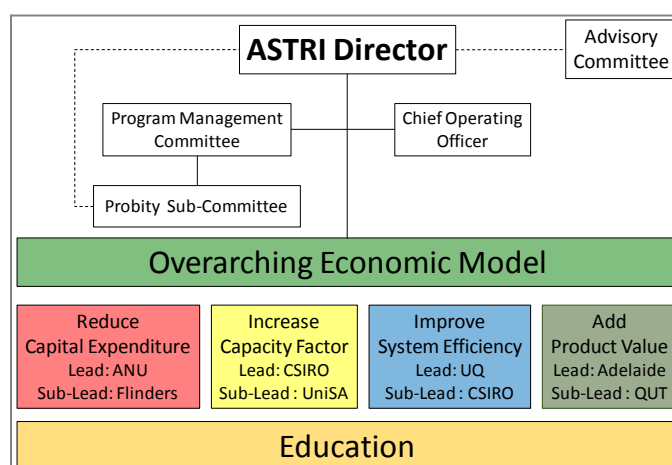 ASTRI Director
Advisory
Committee
Program Management
Committee
Chief Operating
Officer
Probity Sub-Committee
Overarching Economic Model
Reduce
Capital Expenditure
Lead: ANU
Sub-Lead: Flinders
Increase
Capacity Factor
Lead: CSIRO
Sub-Lead : UniSA
Improve
System Efficiency
Lead: UQ
Sub-Lead : CSIRO
Add
Product Value
Lead: Adelaide
Sub-Lead : QUT
Education